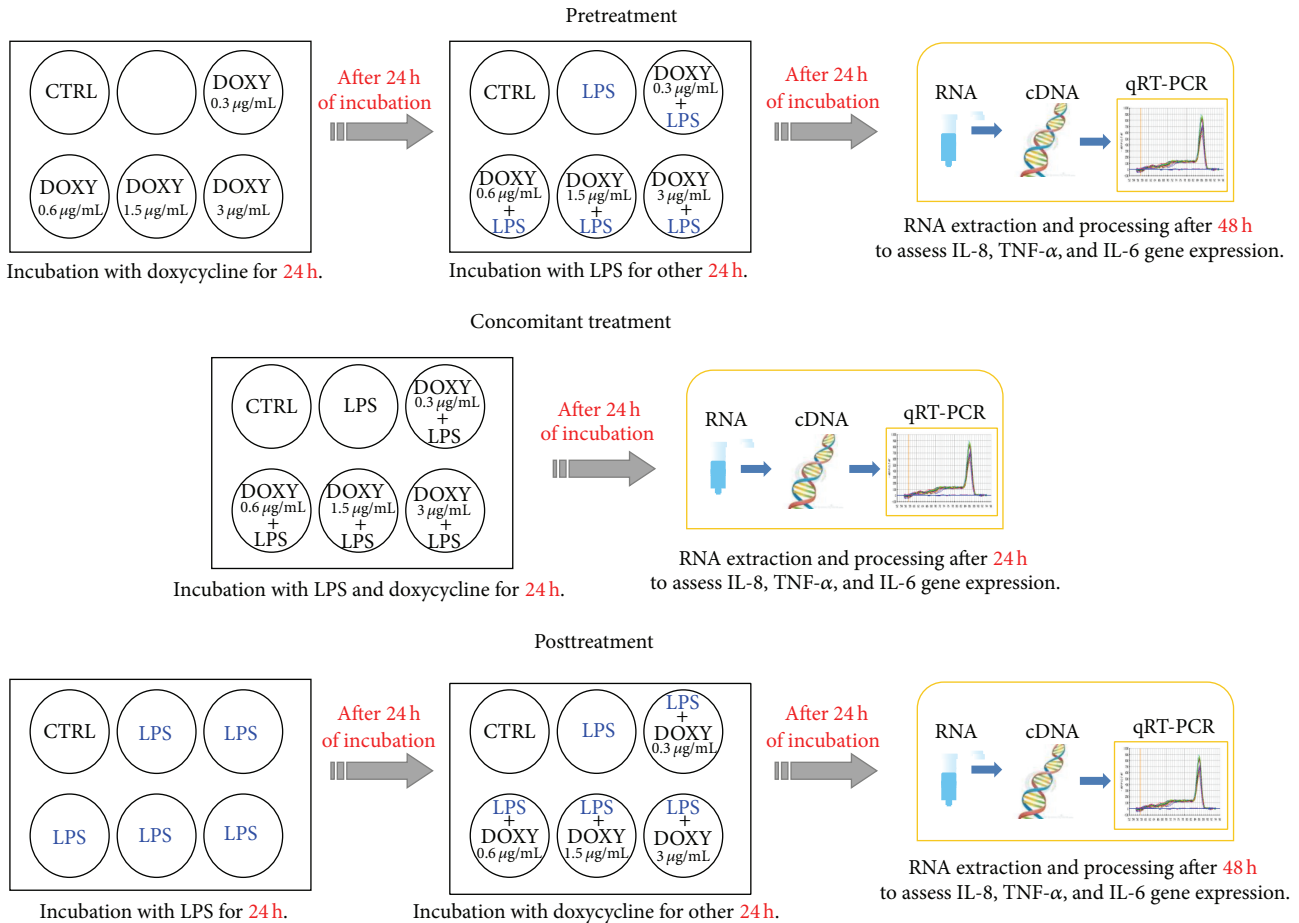 Pretreatment
CTRL
DOXY
0.3 µg/mL
DOXY
0.6 µg/mL
DOXY
1.5 µg/mL
DOXY
3 µg/mL
Incubation with doxycycline for 24 h.
After 24 h
of incubation
CTRL
LPS
DOXY
0.3 µg/mL
+
LPS
DOXY
0.6 µg/mL
+
LPS
DOXY
1.5 µg/mL
+
LPS
DOXY
3 µg/mL
+
LPS
Incubation with LPS for other 24 h.
After 24 h
of incubation
RNA
cDNA
qRT-PCR
RNA extraction and processing after 48 h
to assess IL-8, TNF-α, and IL-6 gene expression.
Concomitant treatment
CTRL
LPS
DOXY
0.3 µg/mL
+
LPS
DOXY
0.6 µg/mL
+
LPS
DOXY
1.5 µg/mL
+
LPS
DOXY
3 µg/mL
+
LPS
Incubation with LPS and doxycycline for 24 h.
After 24 h
of incubation
RNA
cDNA
qRT-PCR
RNA extraction and processing after 24 h
to assess IL-8, TNF-α, and IL-6 gene expression.
Posttreatment
CTRL
LPS
LPS
LPS
LPS
LPS
Incubation with LPS for 24 h.
After 24 h
of incubation
CTRL
LPS
LPS
+
DOXY
0.3 µg/mL
LPS
+
DOXY
0.6 µg/mL
LPS
+
DOXY
1.5 µg/mL
LPS
+
DOXY
3 µg/mL
Incubation with doxycycline for other 24 h.
After 24 h
of incubation
RNA
cDNA
qRT-PCR
RNA extraction and processing after 48 h
to assess IL-8, TNF-α, and IL-6 gene expression.